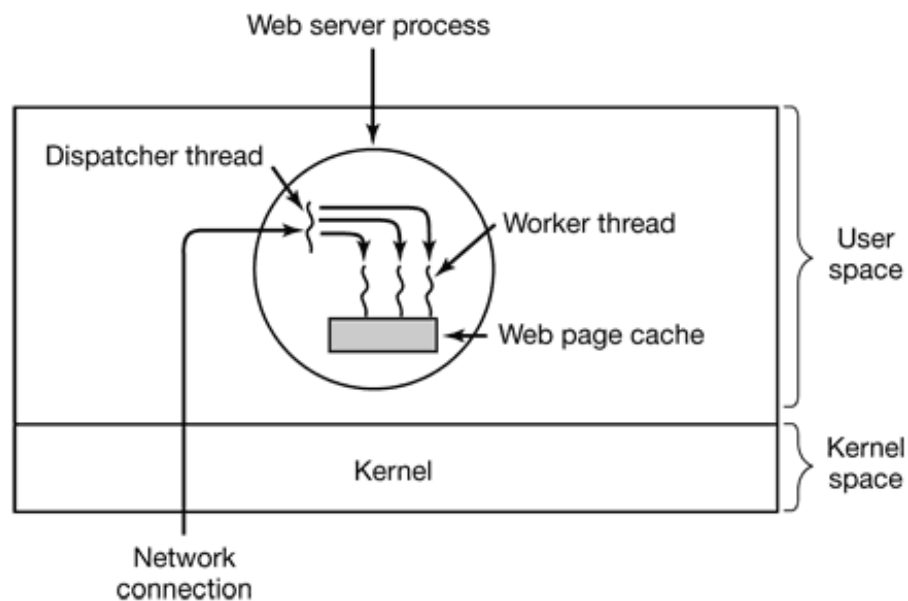 Web server process
Dispatcher thread
Worker thread
User
space
Web page cache
Kernel
Kernel
space
Network
connection